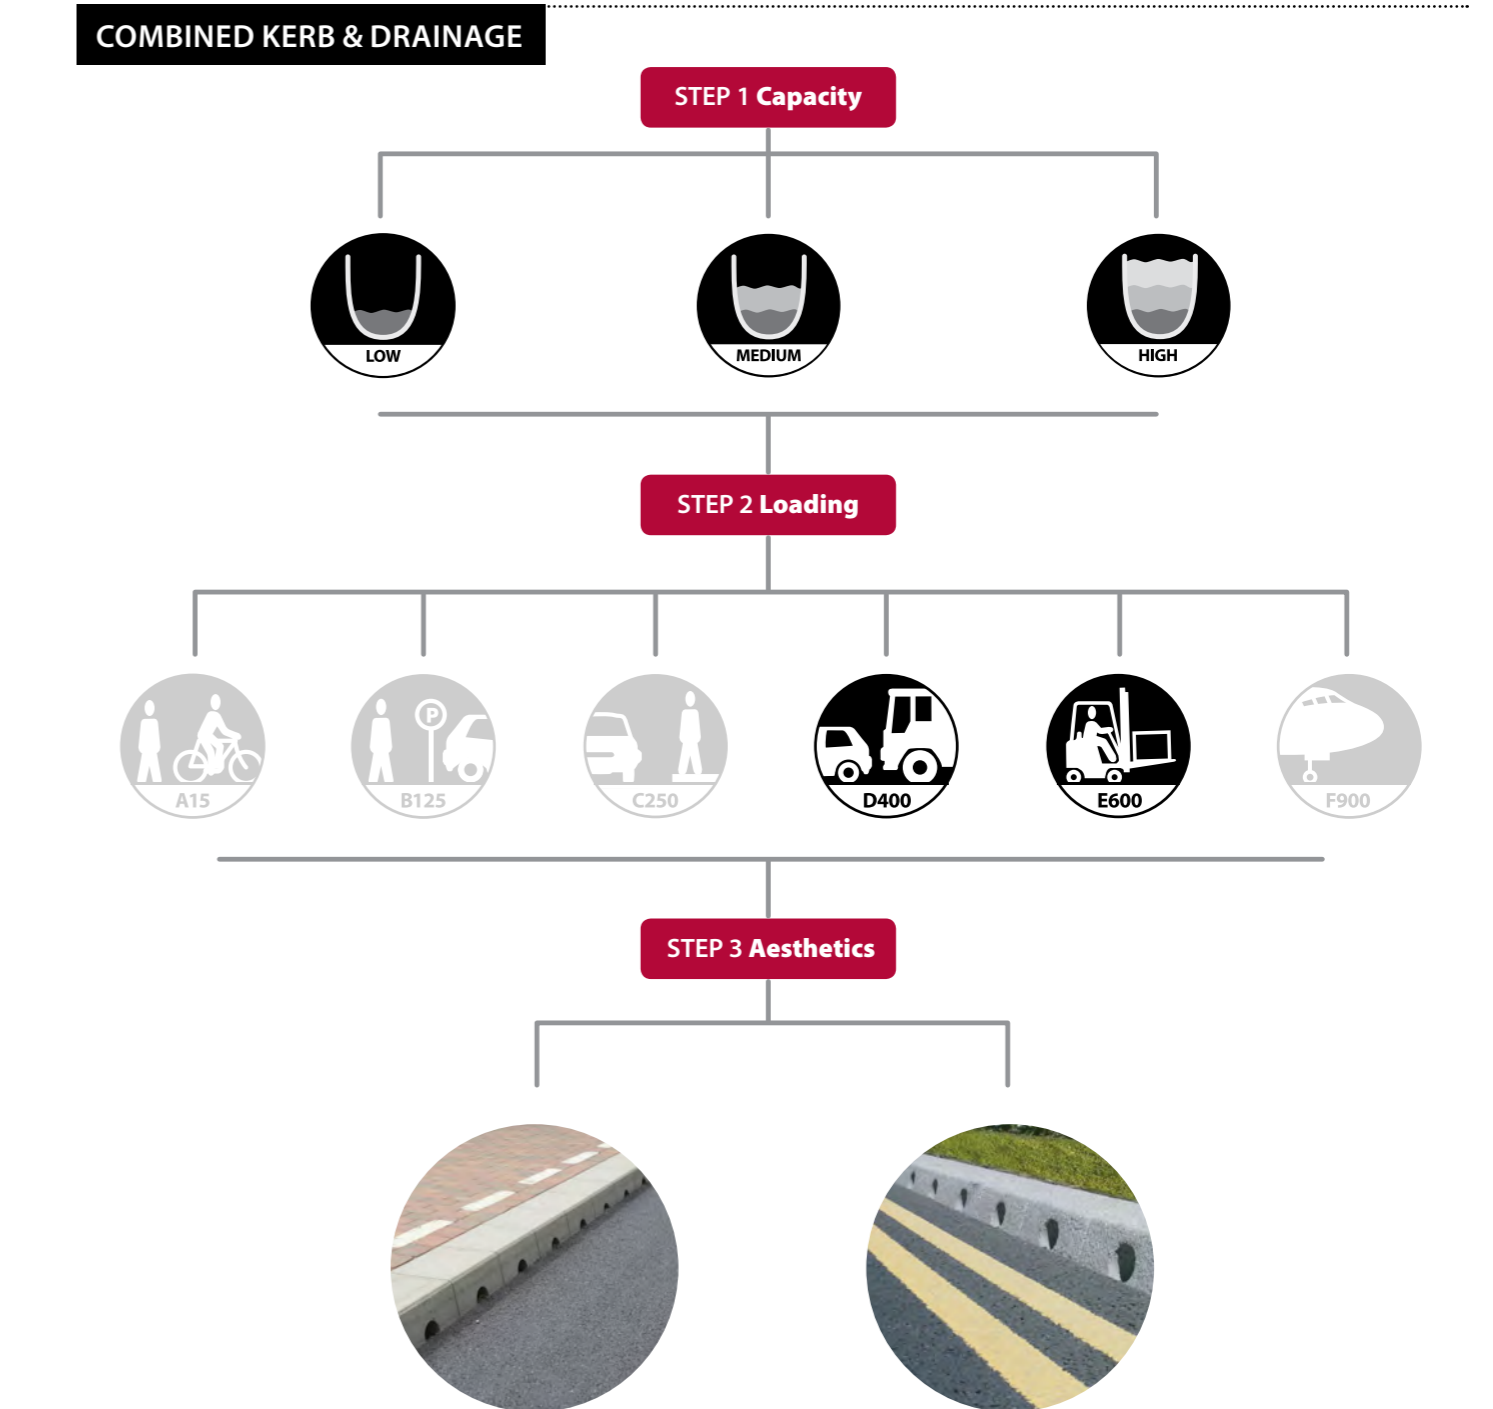 COMBINED KERB & DRAINAGE
STEP 1 Capacity
LOW
MEDIUM
HIGH
STEP 2 Loading
P
A15
B125
C250
D400
E600
F900
STEP 3 Aesthetics